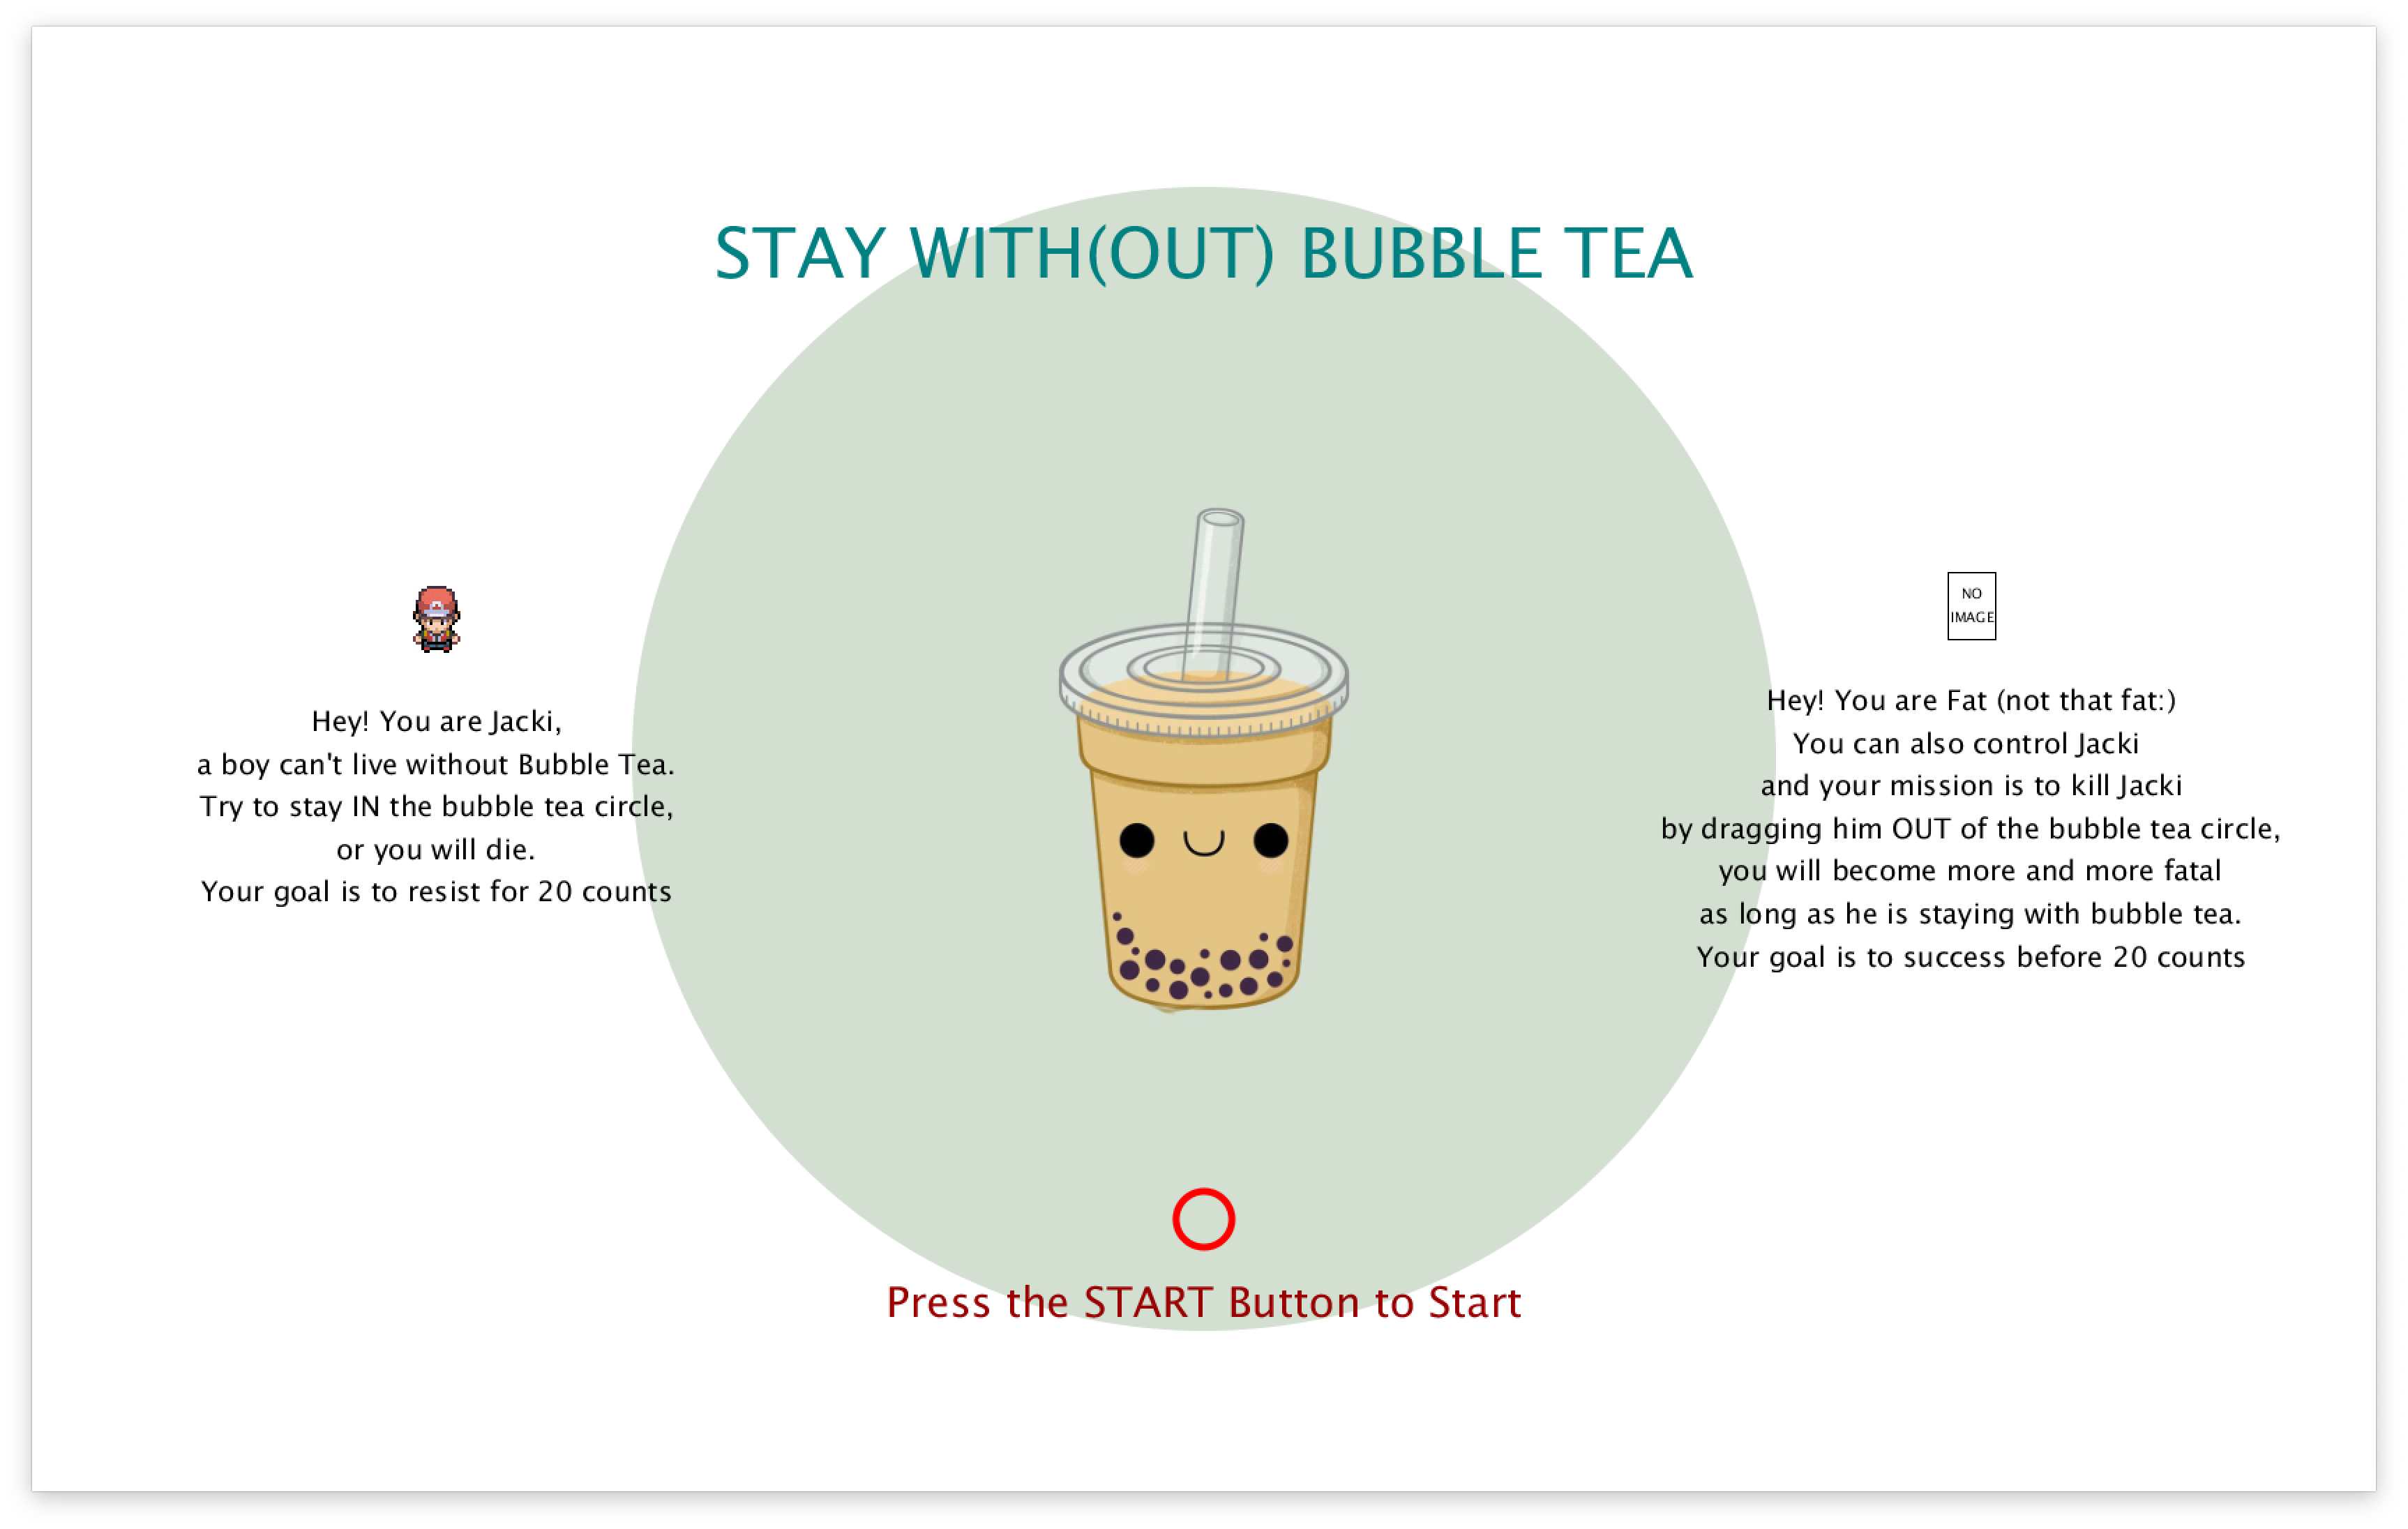 STAY WITH(OUT) BUBBLE TEA
Hey! You are Jacki,
a boy can't live without Bubble Tea.
Try to stay IN the bubble tea circle,
or you will die.
Your goal is to resist for 20 counts
NO
IMAGE
Hey! You are Fat (not that fat:)
You can also control Jacki
and your mission is to kill Jacki
by dragging him OUT of the bubble tea circle,
you will become more and more fatal
as long as he is staying with bubble tea.
Your goal is to success before 20 counts
Press the START Button to Start